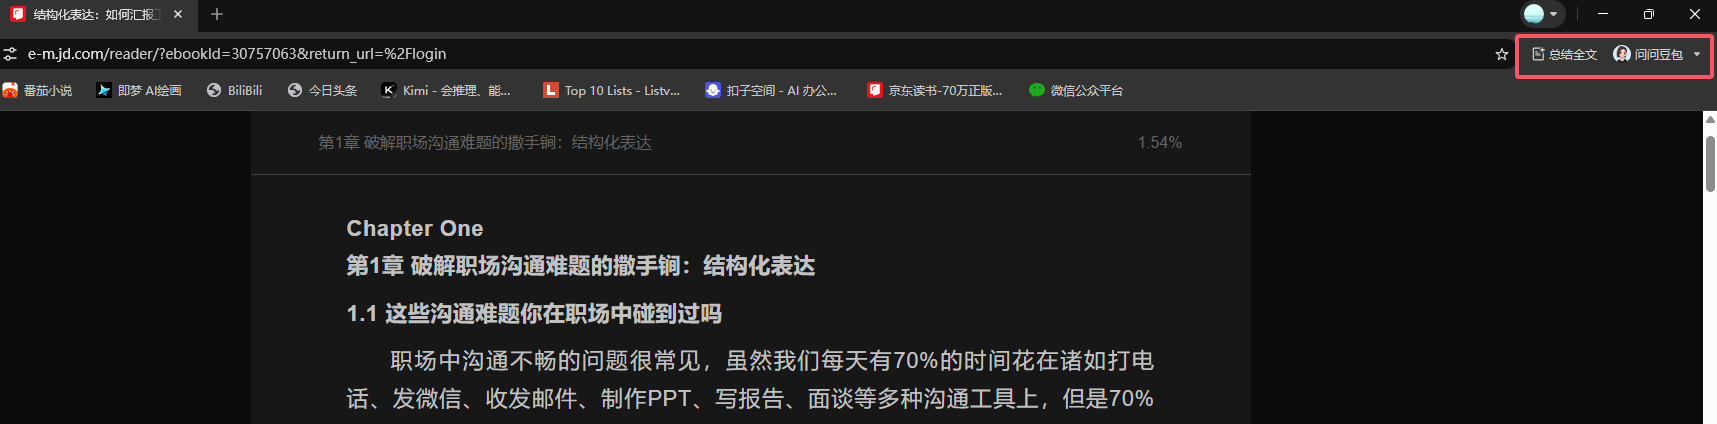 结构化表达：如何汇报工
e-m.jd.com/reader/?ebookId=30757063&return_url=%2Flogin
总结全文 问问豆包
番茄小说 即梦 AI绘画 BiliBili 今日头条 Kimi - 会推理、能... Top 10 Lists - Listv... 扣子空间 - AI 办公... 京东读书-70万正版... 微信公众平台
第1章 破解职场沟通难题的撒手锏：结构化表达 1.54%
Chapter One
第1章 破解职场沟通难题的撒手锏：结构化表达
1.1 这些沟通难题你在职场中碰到过吗
职场中沟通不畅的问题很常见，虽然我们每天有70%的时间花在诸如打电
话、发微信、收发邮件、制作PPT、写报告、面谈等多种沟通工具上，但是70%